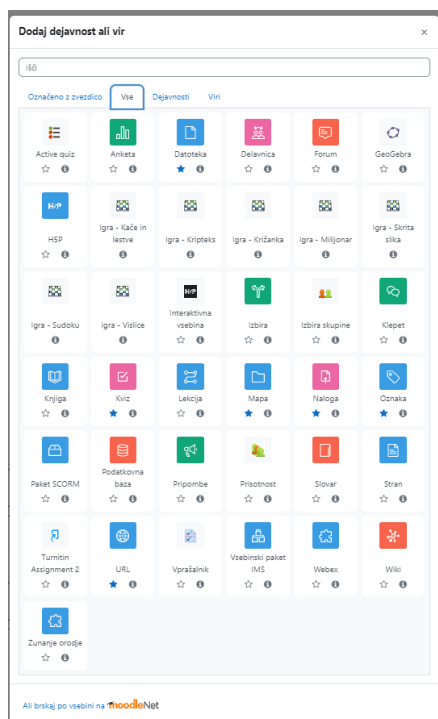 Dodaj dejavnost ali vir ×
Išči
Označeno z zvezdico Vse Dejavnosti Viri
Active quiz Anketa Datoteka Delavnica Forum GeoGebra
H-P
H5P Igra - Kače in lestve Igra - Kripteks Igra - Križanka Igra - Milijonar Igra - Skrita slika
H-P
Igra - Sudoku Igra - Vislice Interaktivna vsebina Izbira Izbira skupine Klepet
Knjiga Kviz Lekcija Mapa Naloga Oznaka
Paket SCORM Podatkovna baza Pripombe Prisotnost Slovar Stran
Turnitin Assignment 2 URL Vprašalnik Vsebinski paket IMS Webex Wiki
Zunanje orodje
Ali brskaj po vsebini na moodleNet